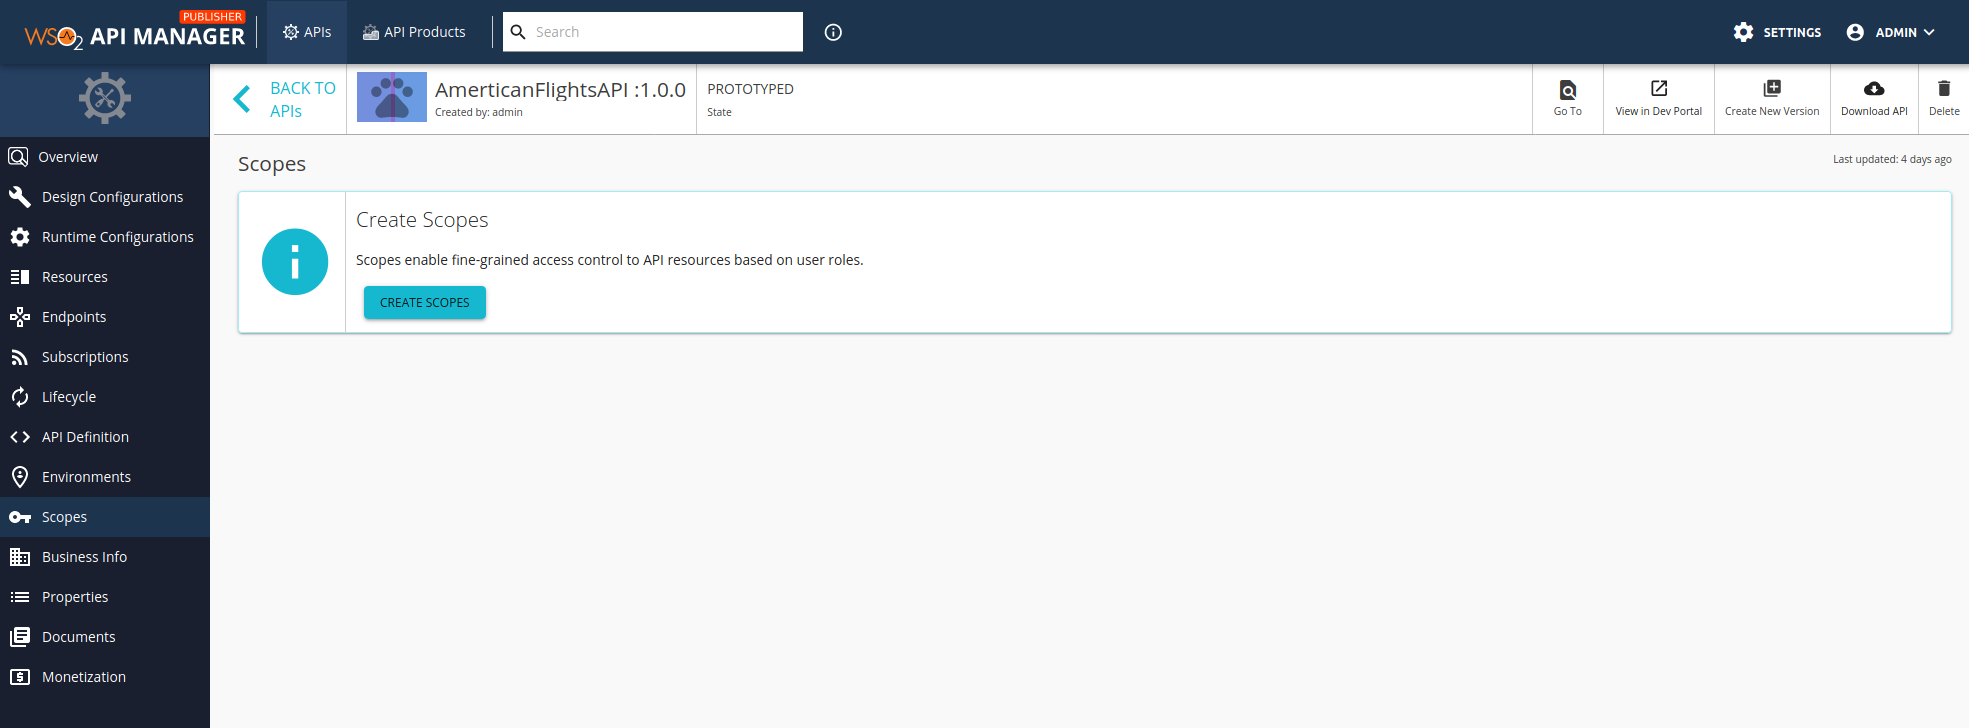 PUBLISHER
WSO2 API MANAGER
APIs
API Products
Search
SETTINGS
ADMIN
BACK TO
APIs
AmerticanFlightsAPI :1.0.0
Created by: admin
PROTOTYPED
State
Go To
View in Dev Portal
Create New Version
Download API
Delete
Overview
Design Configurations
Runtime Configurations
Resources
Endpoints
Subscriptions
Lifecycle
API Definition
Environments
Scopes
Business Info
Properties
Documents
Monetization
Scopes
Last updated: 4 days ago
Create Scopes
Scopes enable fine-grained access control to API resources based on user roles.
CREATE SCOPES